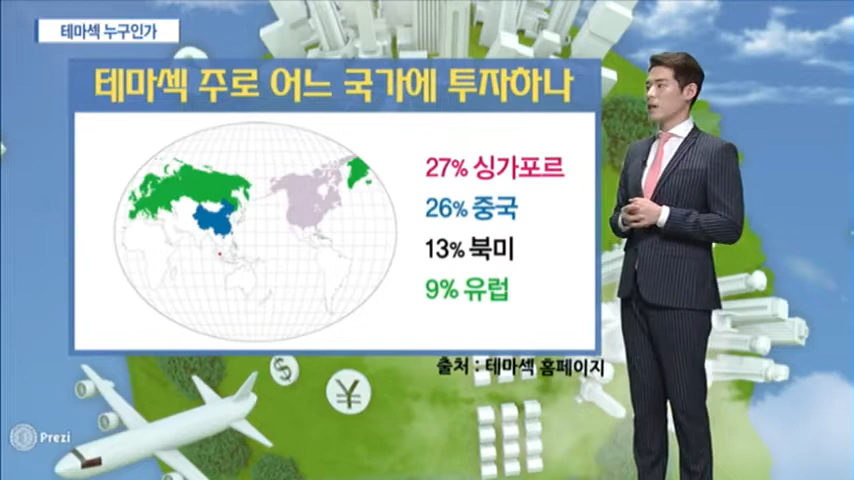 테마섹 누구인가
테마섹 주로 어느 국가에 투자하나
27% 싱가포르
26% 중국
13% 북미
9% 유럽
출처 : 테마섹 홈페이지
$
¥
Prezi